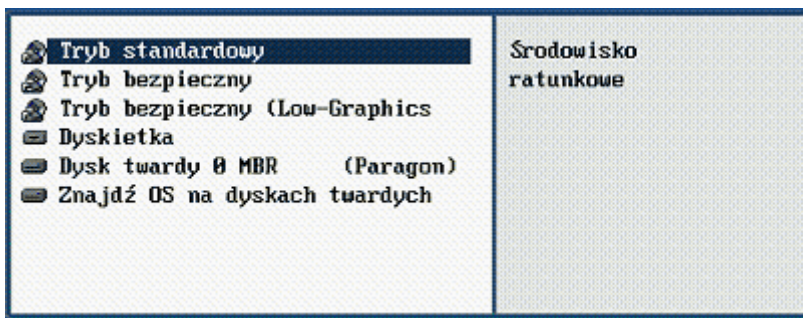 Tryb standardowy
Tryb bezpieczny
Tryb bezpieczny (Low-Graphics
Dyskietka
Dysk twardy 0 MBR (Paragon)
Znajdź OS na dyskach twardych
Środowisko
ratunkowe